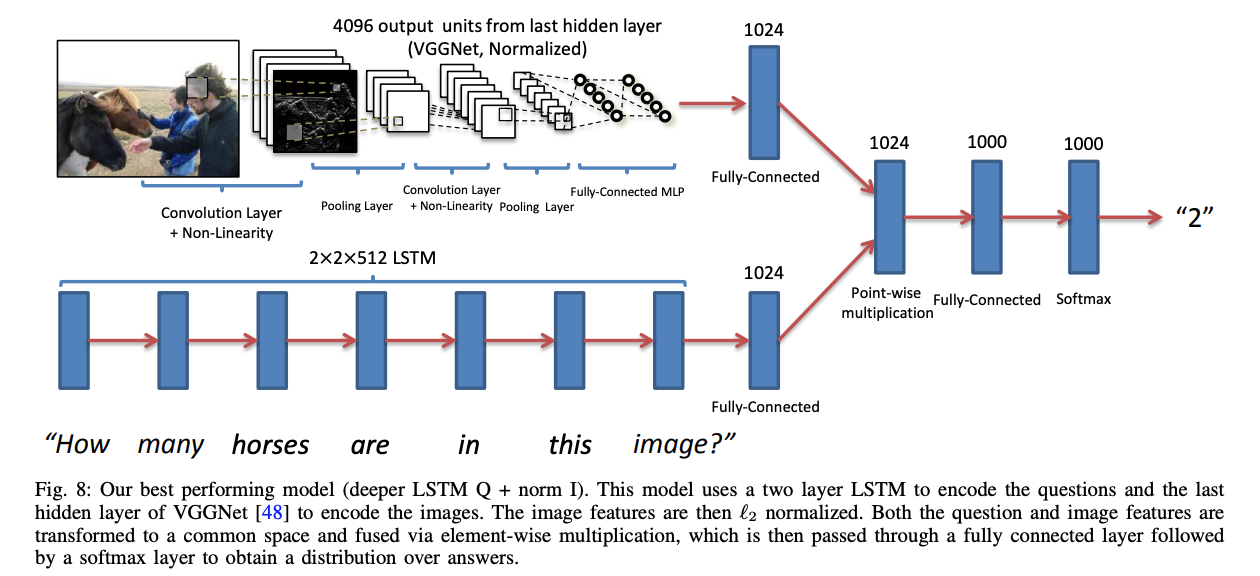 4096 output units from last hidden layer
(VGGNet, Normalized)
1024
Fully-Connected
Convolution Layer
+ Non-Linearity
Pooling Layer
Convolution Layer
+ Non-Linearity
Pooling Layer
Fully-Connected MLP
2×2×512 LSTM
1024
Fully-Connected
1024
Point-wise
multiplication
1000
Fully-Connected
1000
Softmax
“2”
“How many horses are in this image?”
Fig. 8: Our best performing model (deeper LSTM Q + norm I). This model uses a two layer LSTM to encode the questions and the last
hidden layer of VGGNet [48] to encode the images. The image features are then ℓ2 normalized. Both the question and image features are
transformed to a common space and fused via element-wise multiplication, which is then passed through a fully connected layer followed
by a softmax layer to obtain a distribution over answers.